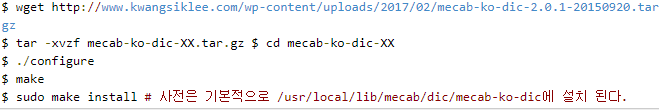 $ wget http://www.kwangsiklee.com/wp-content/uploads/2017/02/mecab-ko-dic-2.0.1-20150920.tar
gz
$ tar -xvzf mecab-ko-dic-XX.tar.gz $ cd mecab-ko-dic-XX
$ ./configure
$ make
$ sudo make install # 사전은 기본적으로 /usr/local/lib/mecab/dic/mecab-ko-dic에 설치 된다.